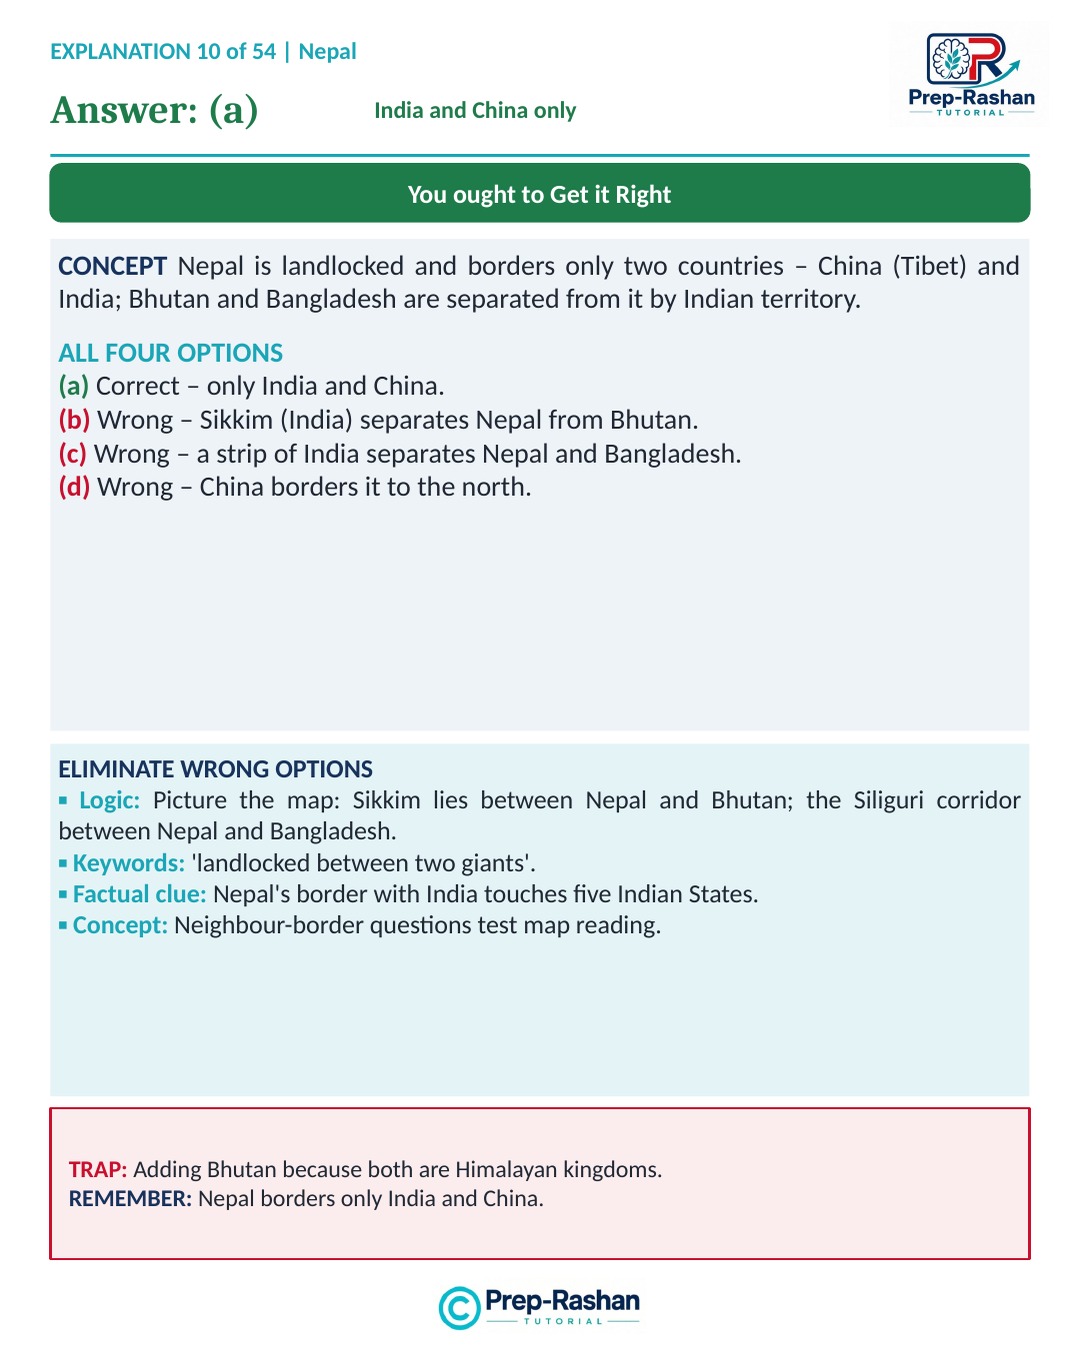 EXPLANATION 10 of 54 | Nepal
Prep-Rashan
TUTORIAL
Answer: (a)
India and China only
You ought to Get it Right
CONCEPT Nepal is landlocked and borders only two countries – China (Tibet) and
India; Bhutan and Bangladesh are separated from it by Indian territory.
ALL FOUR OPTIONS
(a) Correct – only India and China.
(b) Wrong – Sikkim (India) separates Nepal from Bhutan.
(c) Wrong – a strip of India separates Nepal and Bangladesh.
(d) Wrong – China borders it to the north.
ELIMINATE WRONG OPTIONS
▪ Logic: Picture the map: Sikkim lies between Nepal and Bhutan; the Siliguri corridor
between Nepal and Bangladesh.
▪ Keywords: 'landlocked between two giants'.
▪ Factual clue: Nepal's border with India touches five Indian States.
▪ Concept: Neighbour-border questions test map reading.
TRAP: Adding Bhutan because both are Himalayan kingdoms.
REMEMBER: Nepal borders only India and China.
© Prep-Rashan
TUTORIAL